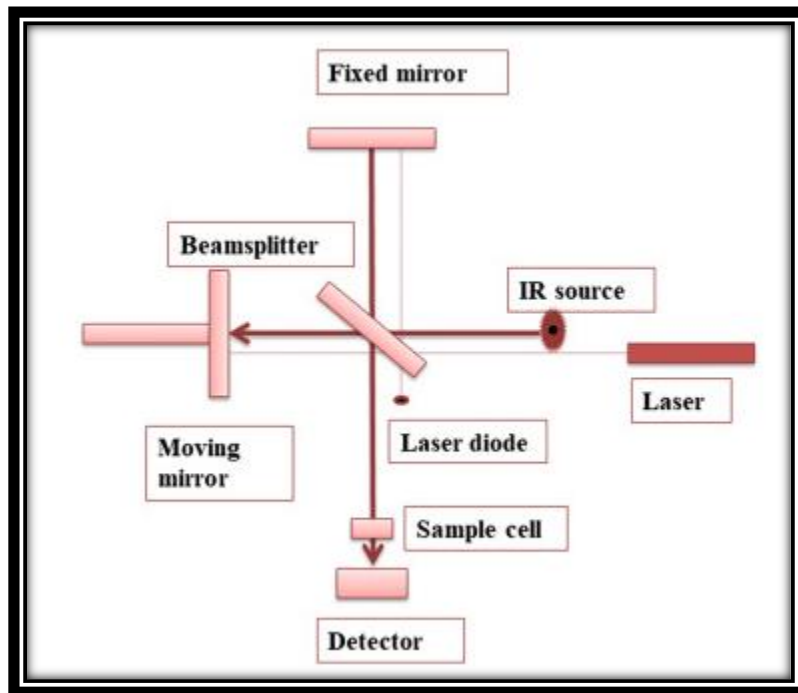 Fixed mirror
Beamsplitter
IR source
Laser
Laser diode
Moving
mirror
Sample cell
Detector